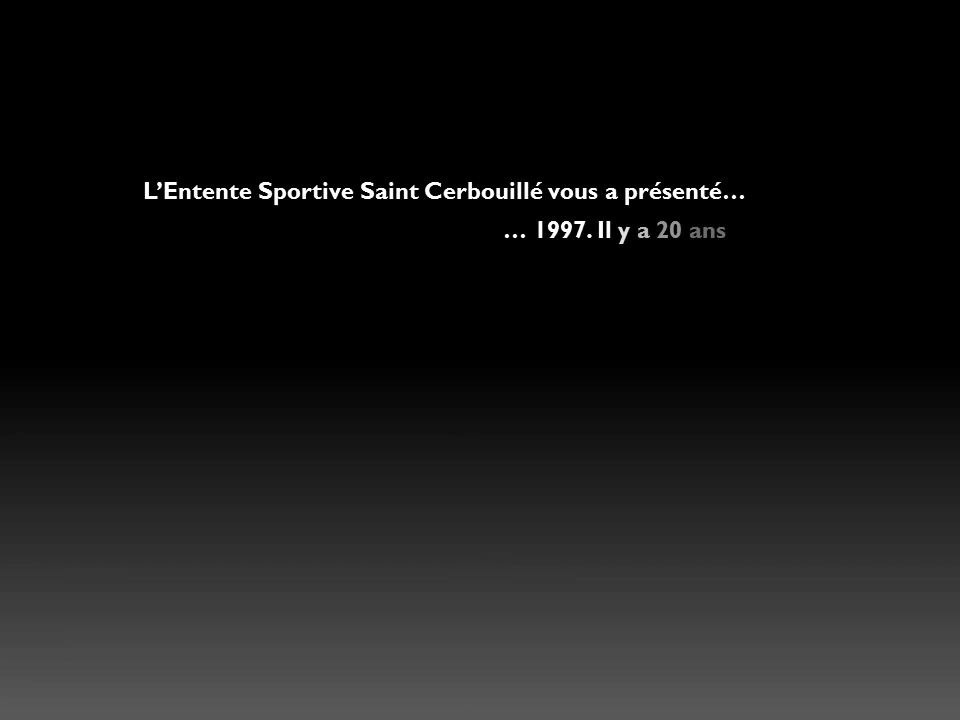 L’Entente Sportive Saint Cerbouillé vous a présenté…
… 1997. Il y a 20 ans